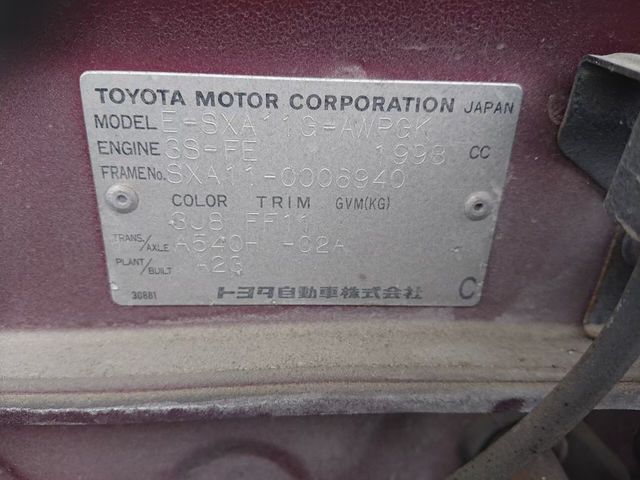 TOYOTA MOTOR CORPORATION JAPAN
MODEL E-SXA11G-AWPGK
ENGINE 3S-FE 1998 CC
FRAME No. SXA11-0006940
COLOR TRIM GVM(KG)
3J8 FF11
TRANS./AXLE A540H -02A
PLANT/BUILT A23
30881 トヨタ自動車株式会社 C